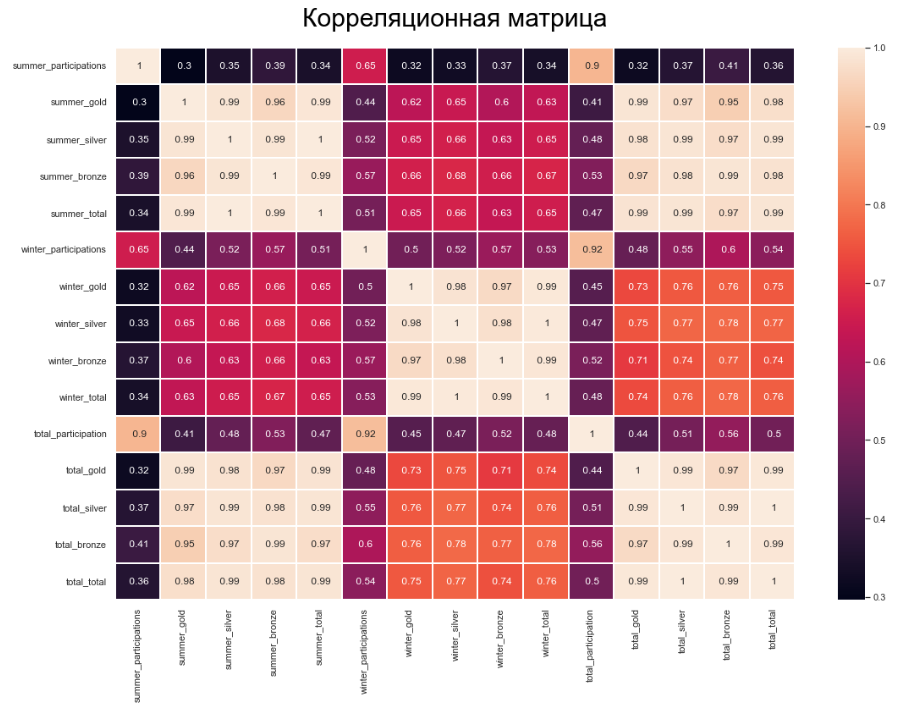 Корреляционная матрица
summer_participations 1 0.3 0.35 0.39 0.34 0.65 0.32 0.33 0.37 0.34 0.9 0.32 0.37 0.41 0.36
summer_gold 0.3 1 0.99 0.96 0.99 0.44 0.62 0.65 0.6 0.63 0.41 0.99 0.97 0.95 0.98
summer_silver 0.35 0.99 1 0.99 1 0.52 0.65 0.66 0.63 0.65 0.48 0.98 0.99 0.97 0.99
summer_bronze 0.39 0.96 0.99 1 0.99 0.57 0.66 0.68 0.66 0.67 0.53 0.97 0.98 0.99 0.98
summer_total 0.34 0.99 1 0.99 1 0.51 0.65 0.66 0.63 0.65 0.47 0.99 0.99 0.97 0.99
winter_participations 0.65 0.44 0.52 0.57 0.51 1 0.5 0.52 0.57 0.53 0.92 0.48 0.55 0.6 0.54
winter_gold 0.32 0.62 0.65 0.66 0.65 0.5 1 0.98 0.97 0.99 0.45 0.73 0.76 0.76 0.75
winter_silver 0.33 0.65 0.66 0.68 0.66 0.52 0.98 1 0.98 1 0.47 0.75 0.77 0.78 0.77
winter_bronze 0.37 0.6 0.63 0.66 0.63 0.57 0.97 0.98 1 0.99 0.52 0.71 0.74 0.77 0.74
winter_total 0.34 0.63 0.65 0.67 0.65 0.53 0.99 1 0.99 1 0.48 0.74 0.76 0.78 0.76
total_participation 0.9 0.41 0.48 0.53 0.47 0.92 0.45 0.47 0.52 0.48 1 0.44 0.51 0.56 0.5
total_gold 0.32 0.99 0.98 0.97 0.99 0.48 0.73 0.75 0.71 0.74 0.44 1 0.99 0.97 0.99
total_silver 0.37 0.97 0.99 0.98 0.99 0.55 0.76 0.77 0.74 0.76 0.51 0.99 1 0.99 1
total_bronze 0.41 0.95 0.97 0.99 0.97 0.6 0.76 0.78 0.77 0.78 0.56 0.97 0.99 1 0.99
total_total 0.36 0.98 0.99 0.98 0.99 0.54 0.75 0.77 0.74 0.76 0.5 0.99 1 0.99 1
summer_participations
summer_gold
summer_silver
summer_bronze
summer_total
winter_participations
winter_gold
winter_silver
winter_bronze
winter_total
total_participation
total_gold
total_silver
total_bronze
total_total
1.0
0.9
0.8
0.7
0.6
0.5
0.4
0.3